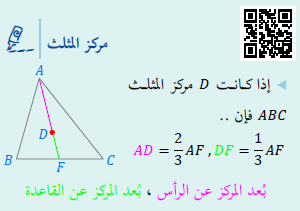 مركز المثلث
إذا كانت D مركز المثلث
ABC فإن ..
AD = 2/3 AF , DF = 1/3 AF
بُعد المركز عن الرأس ، بُعد المركز عن القاعدة
A
D
B
F
C